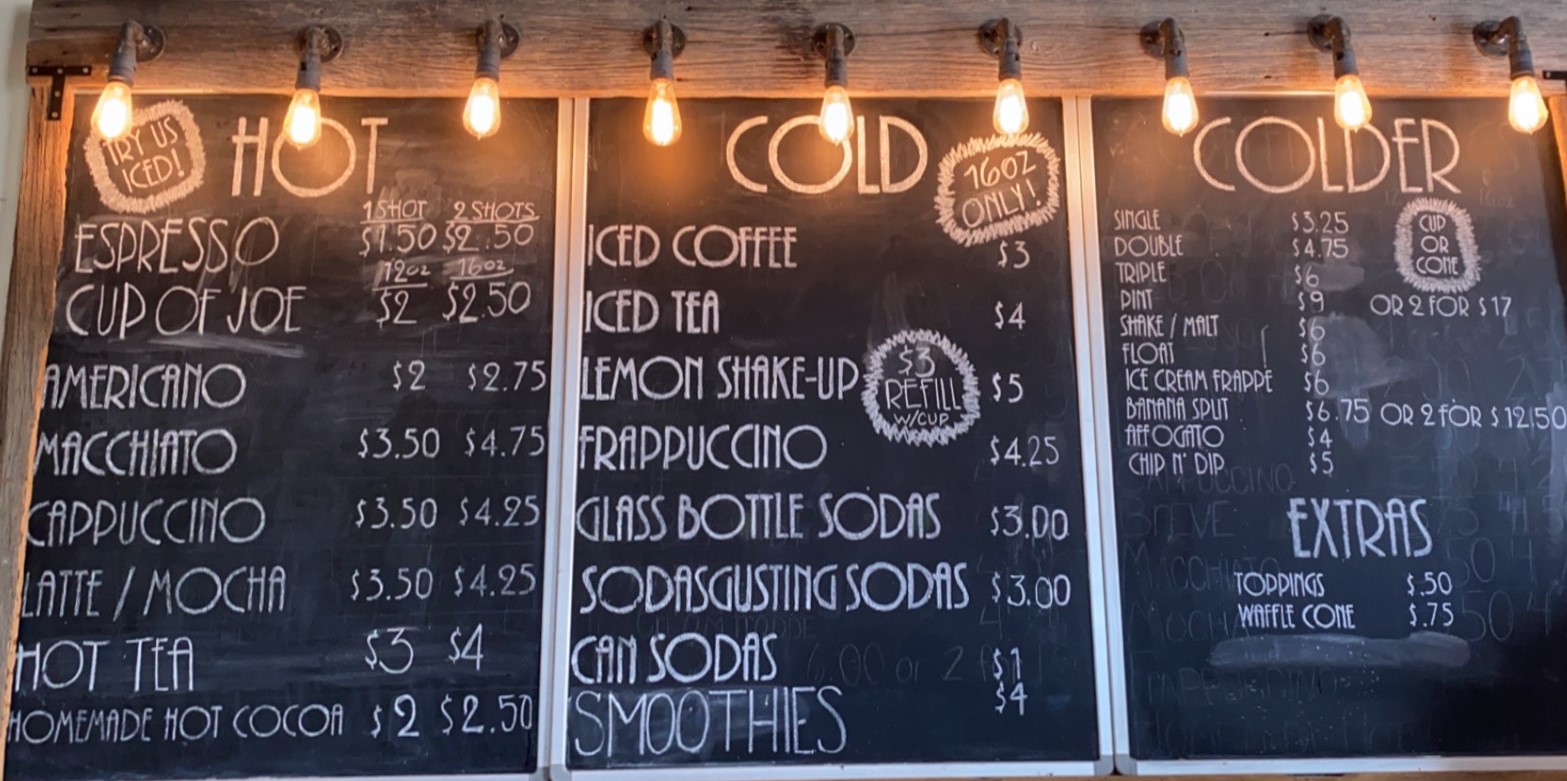 TRY US
ICED!
HOT
1 SHOT 2 SHOTS
ESPRESSO $1.50 $2.50
12oz 16oz
CUP OF JOE $2 $2.50
AMERICANO $2 $2.75
MACCHIATO $3.50 $4.75
CAPPUCCINO $3.50 $4.25
LATTE / MOCHA $3.50 $4.25
HOT TEA $3 $4
HOMEMADE HOT COCOA $2 $2.50
COLD
16OZ
ONLY!
ICED COFFEE $3
ICED TEA $4
LEMON SHAKE-UP $5
$3
REFILL
W/CUP
FRAPPUCCINO $4.25
GLASS BOTTLE SODAS $3.00
SODASGUSTING SODAS $3.00
CAN SODAS $1
SMOOTHIES $4
COLDER
CUP
OR
CONE
SINGLE $3.25
DOUBLE $4.75
TRIPLE $6
PINT $9 OR 2 FOR $17
SHAKE / MALT $6
FLOAT $6
ICE CREAM FRAPPÉ $6
BANANA SPLIT $6.75 OR 2 FOR $12.50
AFFOGATO $4
CHIP N' DIP $5
EXTRAS
TOPPINGS $.50
WAFFLE CONE $.75